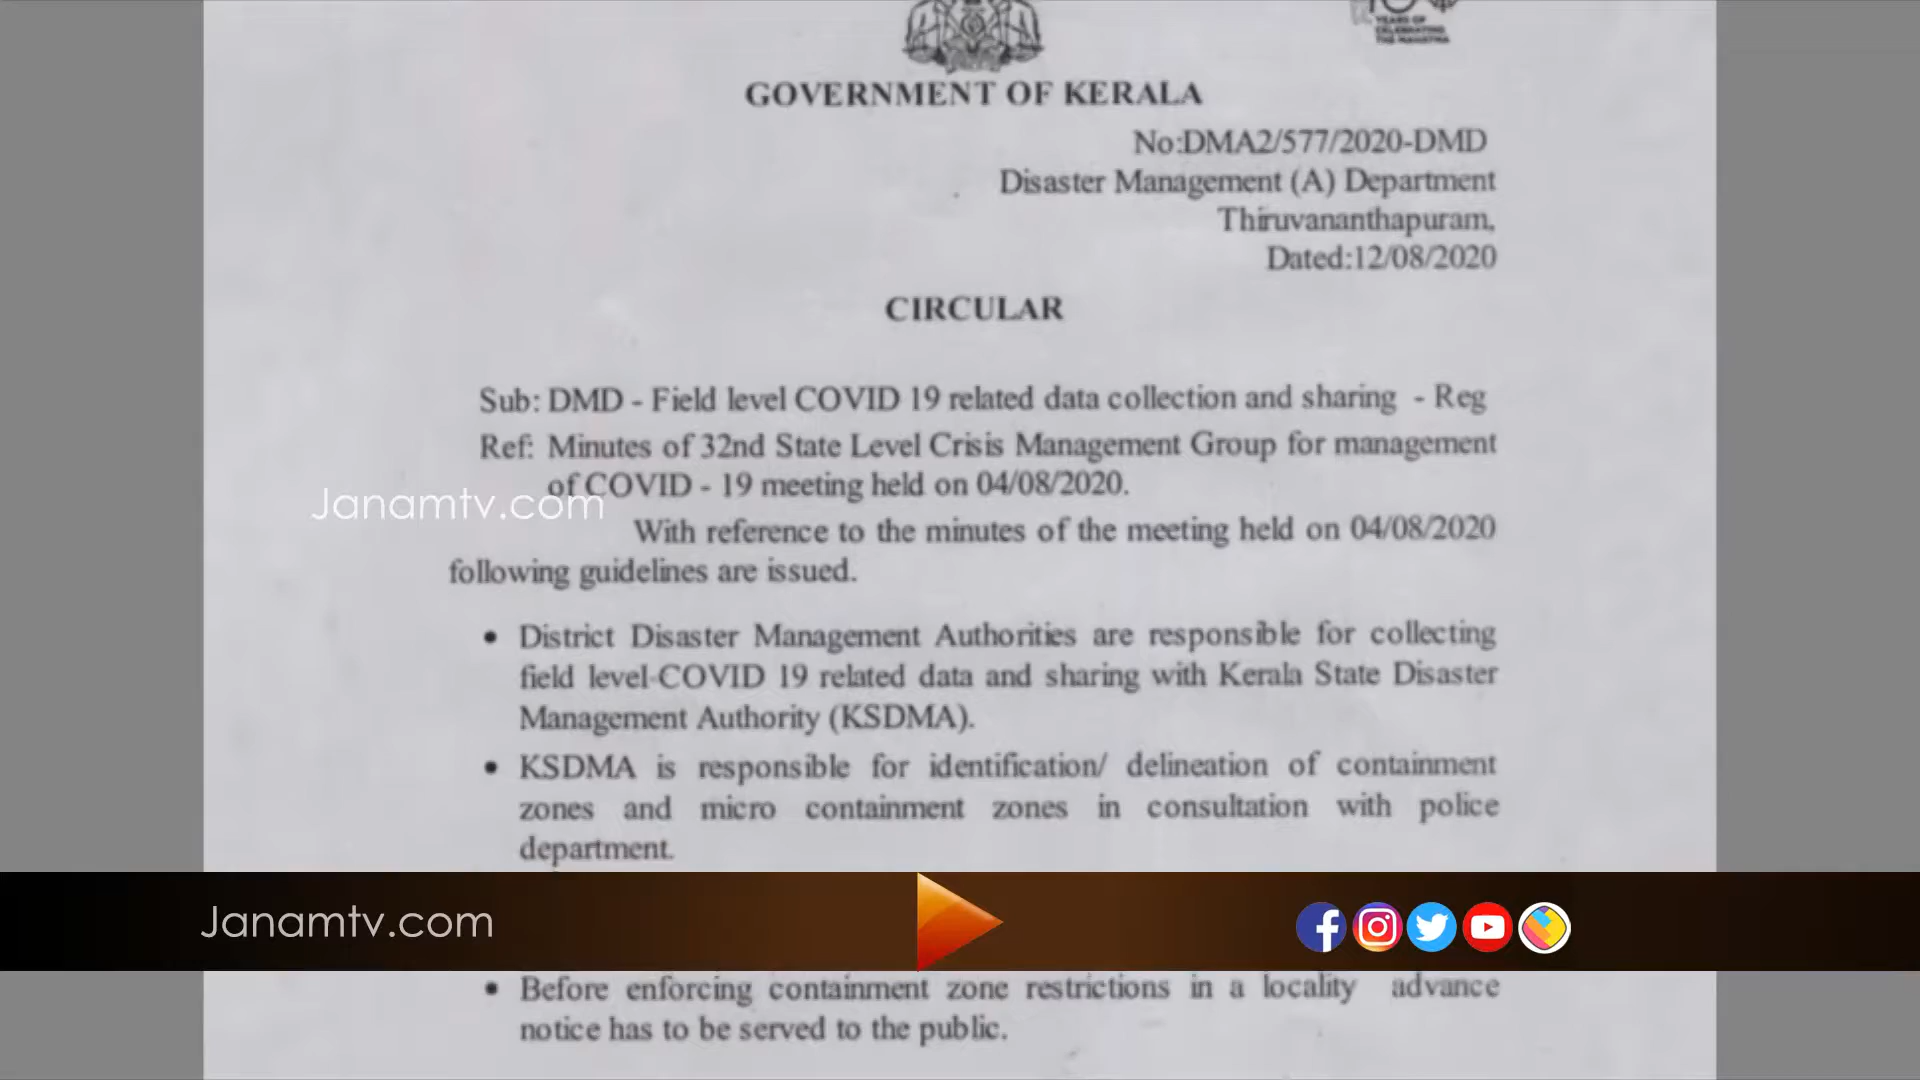 YEARS OF
CELEBRATING
THE MAHATMA
GOVERNMENT OF KERALA
No:DMA2/577/2020-DMD
Disaster Management (A) Department
Thiruvananthapuram,
Dated:12/08/2020
CIRCULAR
Sub: DMD - Field level COVID 19 related data collection and sharing - Reg
Ref: Minutes of 32nd State Level Crisis Management Group for management
of COVID - 19 meeting held on 04/08/2020.
Janamtv.com
With reference to the minutes of the meeting held on 04/08/2020
following guidelines are issued.
• District Disaster Management Authorities are responsible for collecting
field level COVID 19 related data and sharing with Kerala State Disaster
Management Authority (KSDMA).
• KSDMA is responsible for identification/ delineation of containment
zones and micro containment zones in consultation with police
department.
Janamtv.com
• Before enforcing containment zone restrictions in a locality advance
notice has to be served to the public.